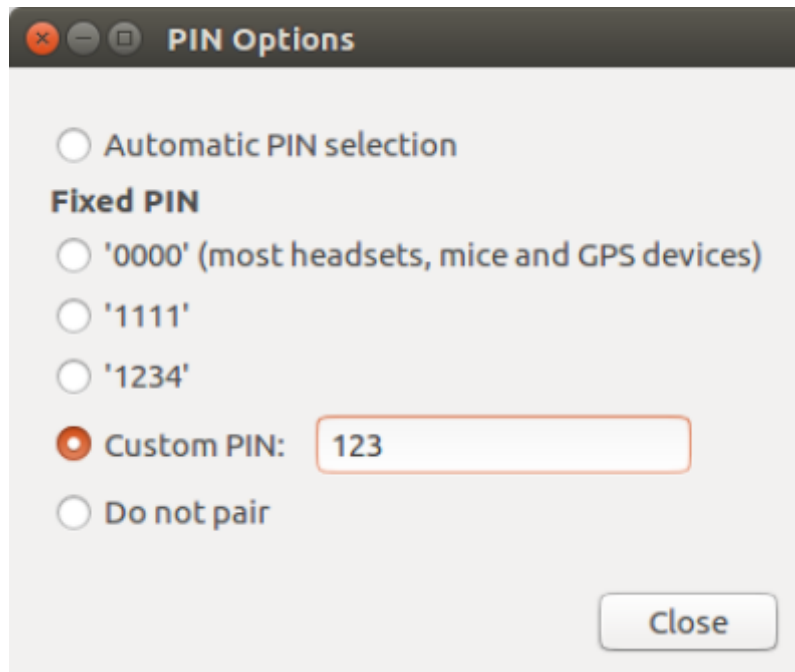 PIN Options
Automatic PIN selection
Fixed PIN
'0000' (most headsets, mice and GPS devices)
'1111'
'1234'
Custom PIN: 123
Do not pair
Close